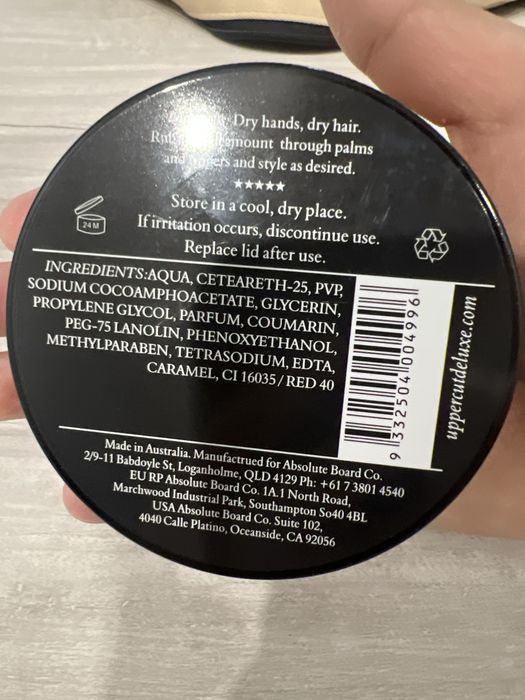 Dry hands, dry hair.
through palms
and fingers and style as desired.
★★★★★
Store in a cool, dry place.
If irritation occurs, discontinue use.
Replace lid after use.
24 M
INGREDIENTS:AQUA, CETEARETH-25, PVP,
SODIUM COCOAMPHOACETATE, GLYCERIN,
PROPYLENE GLYCOL, PARFUM, COUMARIN,
PEG-75 LANOLIN, PHENOXYETHANOL,
METHYLPARABEN, TETRASODIUM, EDTA,
CARAMEL, CI 16035 / RED 40
9 332504 004996
uppercutdeluxe.com
Made in Australia. Manufactrued for Absolute Board Co.
2/9-11 Babdoyle St, Loganholme, QLD 4129 Ph: +61 7 3801 4540
EU RP Absolute Board Co. 1A.1 North Road,
Marchwood Industrial Park, Southampton So40 4BL
USA Absolute Board Co. Suite 102,
4040 Calle Platino, Oceanside, CA 92056